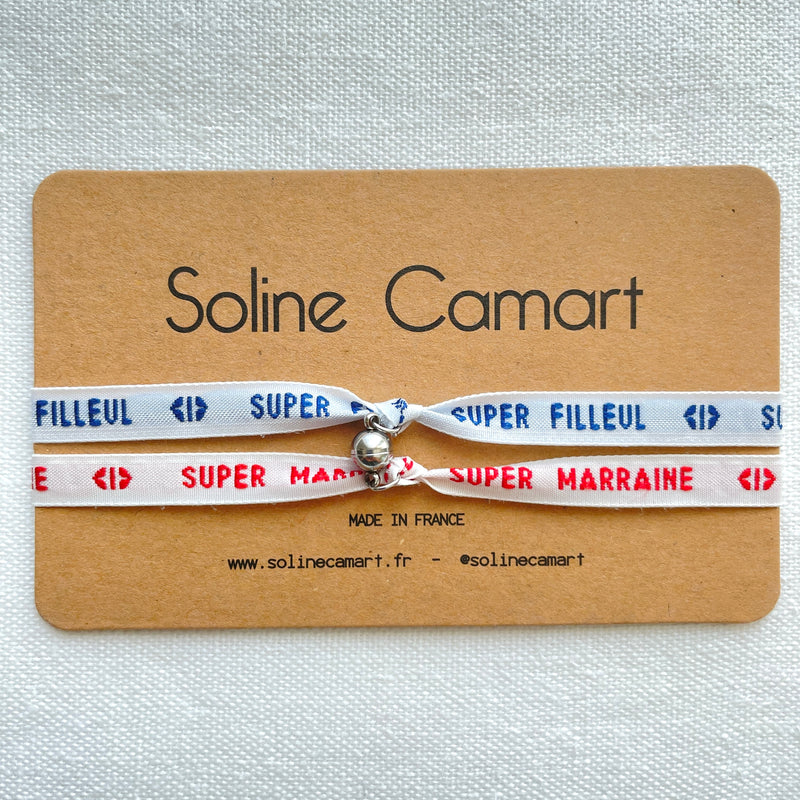 Soline Camart
FILLEUL <I> SUPER SUPER FILLEUL <I>
<I> SUPER SUPER MARRAINE <I>
MADE IN FRANCE
www.solinecamart.fr - @solinecamart